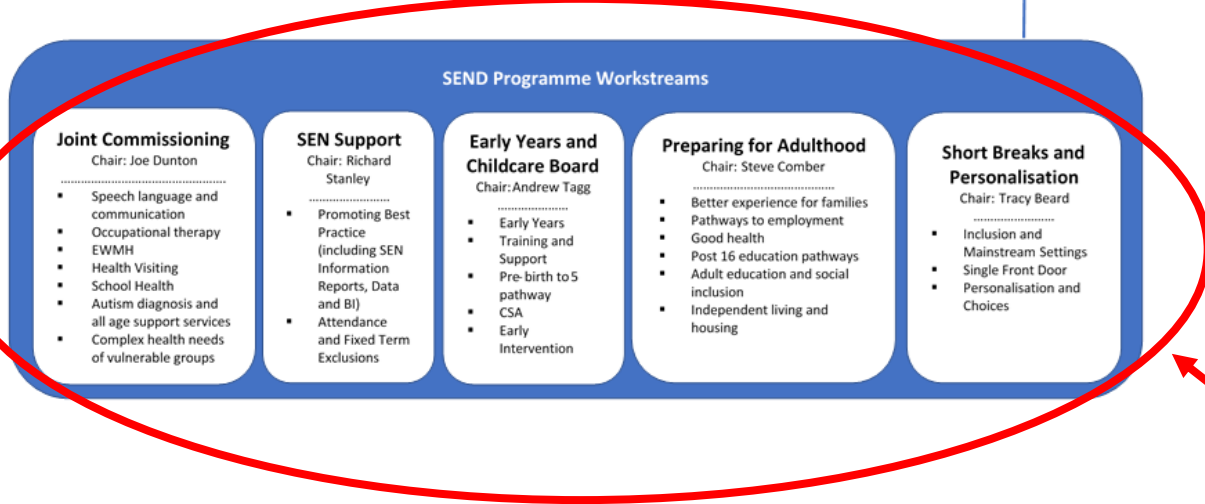 SEND Programme Workstreams
Joint Commissioning
Chair: Joe Dunton
Speech language and
communication
Occupational therapy
EWMH
Health Visiting
School Health
Autism diagnosis and
all age support services
Complex health needs
of vulnerable groups
SEN Support
Chair: Richard
Stanley
Promoting Best
Practice
(including SEN
Information
Reports, Data
and BI)
Attendance
and Fixed Term
Exclusions
Early Years and
Childcare Board
Chair: Andrew Tagg
Early Years
Training and
Support
Pre-birth to 5
pathway
CSA
Early
Intervention
Preparing for Adulthood
Chair: Steve Comber
Better experience for families
Pathways to employment
Good health
Post 16 education pathways
Adult education and social
inclusion
Independent living and
housing
Short Breaks and
Personalisation
Chair: Tracy Beard
Inclusion and
Mainstream Settings
Single Front Door
Personalisation and
Choices